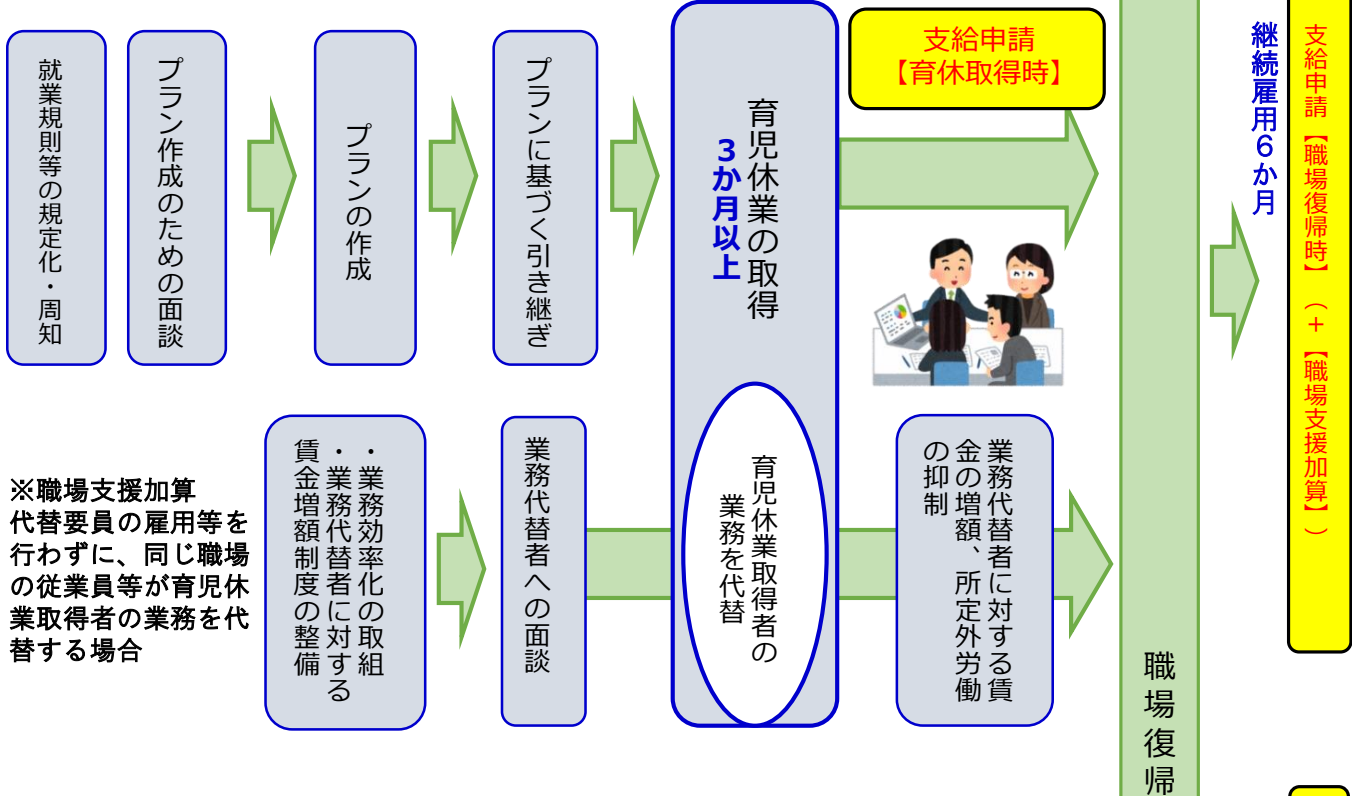 就業規則等の規定化・周知
プラン作成のための面談
プランの作成
プランに基づく引き継ぎ
育児休業の取得
3か月以上
支給申請
【育休取得時】
継続雇用6か月
支給申請【職場復帰時】（+【職場支援加算】）
※職場支援加算
代替要員の雇用等を
行わずに、同じ職場
の従業員等が育児休
業取得者の業務を代
替する場合
・業務効率化の取組
・業務代替者に対する
賃金増額制度の整備
業務代替者への面談
育児休業取得者の
業務を代替
業務代替者に対する賃
金の増額、所定外労働
の抑制
職場復帰